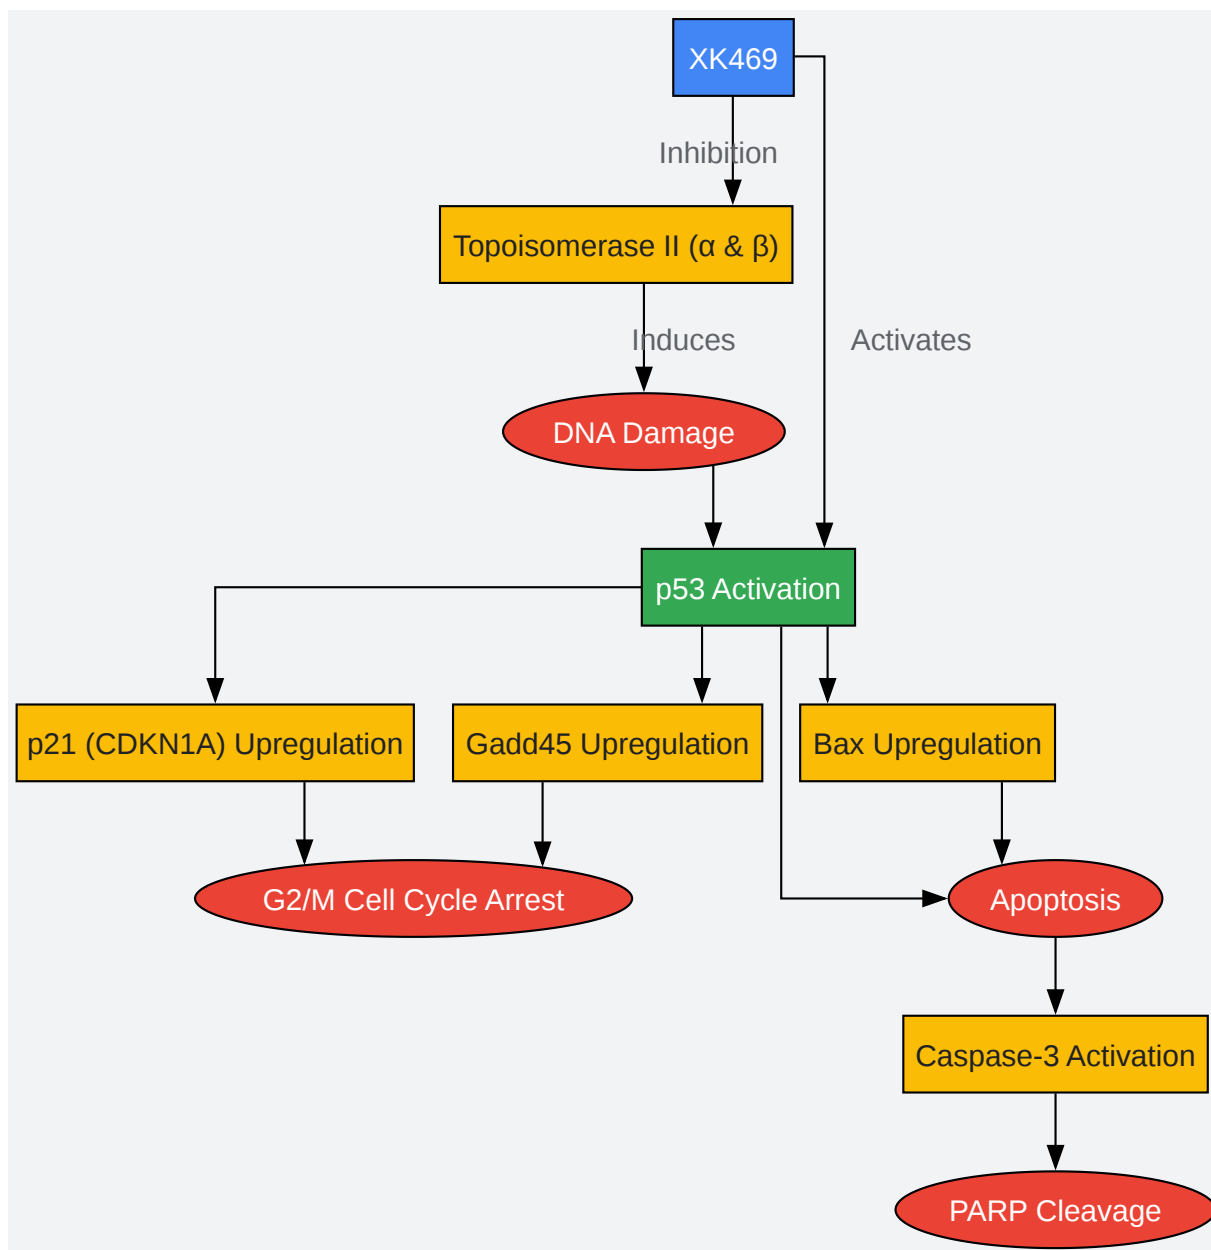 XK469
Inhibition
Topoisomerase II (α & β)
Induces
Activates
DNA Damage
p53 Activation
p21 (CDKN1A) Upregulation
Gadd45 Upregulation
Bax Upregulation
G2/M Cell Cycle Arrest
Apoptosis
Caspase-3 Activation
PARP Cleavage